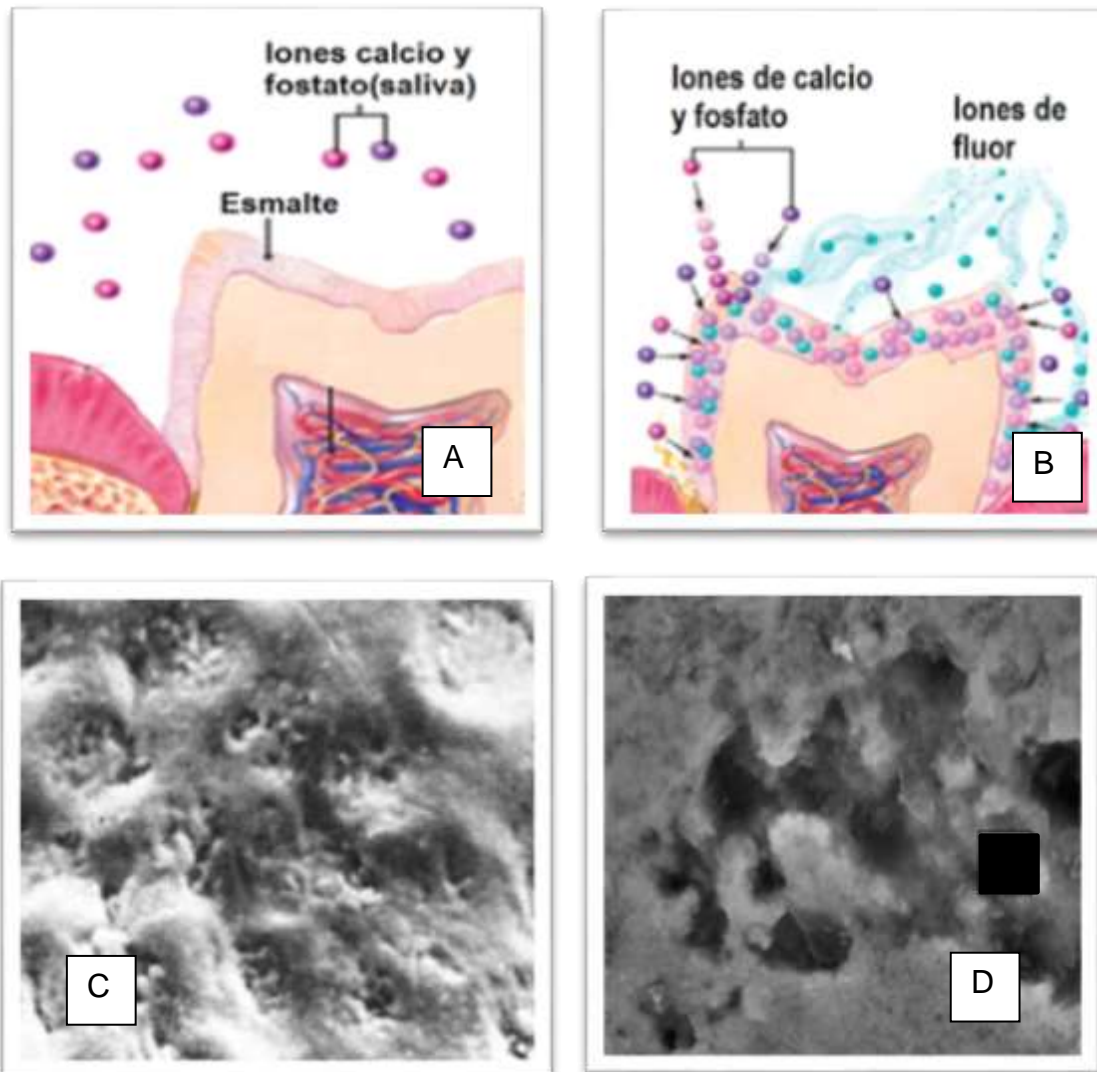 Iones calcio y
fostato(saliva)
Esmalte
A
Iones de calcio
y fosfato
Iones de
fluor
B
C
D